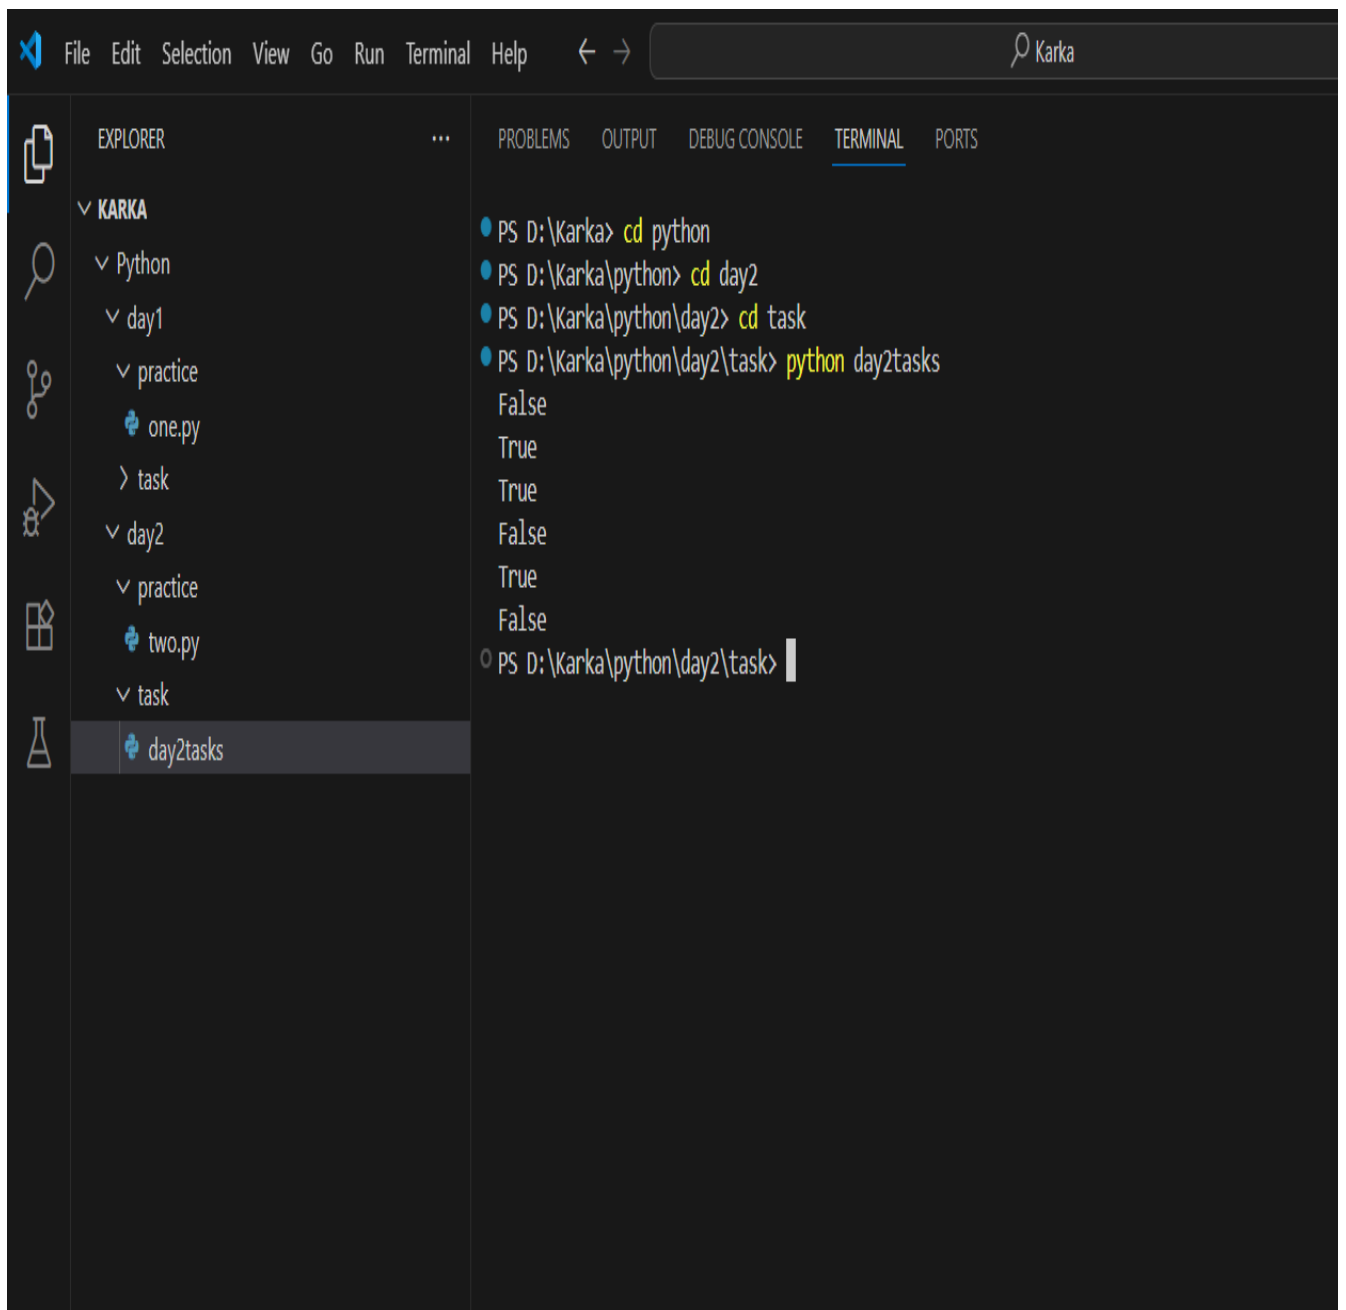 File Edit Selection View Go Run Terminal Help Karka
EXPLORER ...
KARKA
Python
day1
practice
one.py
task
day2
practice
two.py
task
day2tasks
PROBLEMS OUTPUT DEBUG CONSOLE TERMINAL PORTS
PS D:\Karka> cd python
PS D:\Karka\python> cd day2
PS D:\Karka\python\day2> cd task
PS D:\Karka\python\day2\task> python day2tasks
False
True
True
False
True
False
PS D:\Karka\python\day2\task>